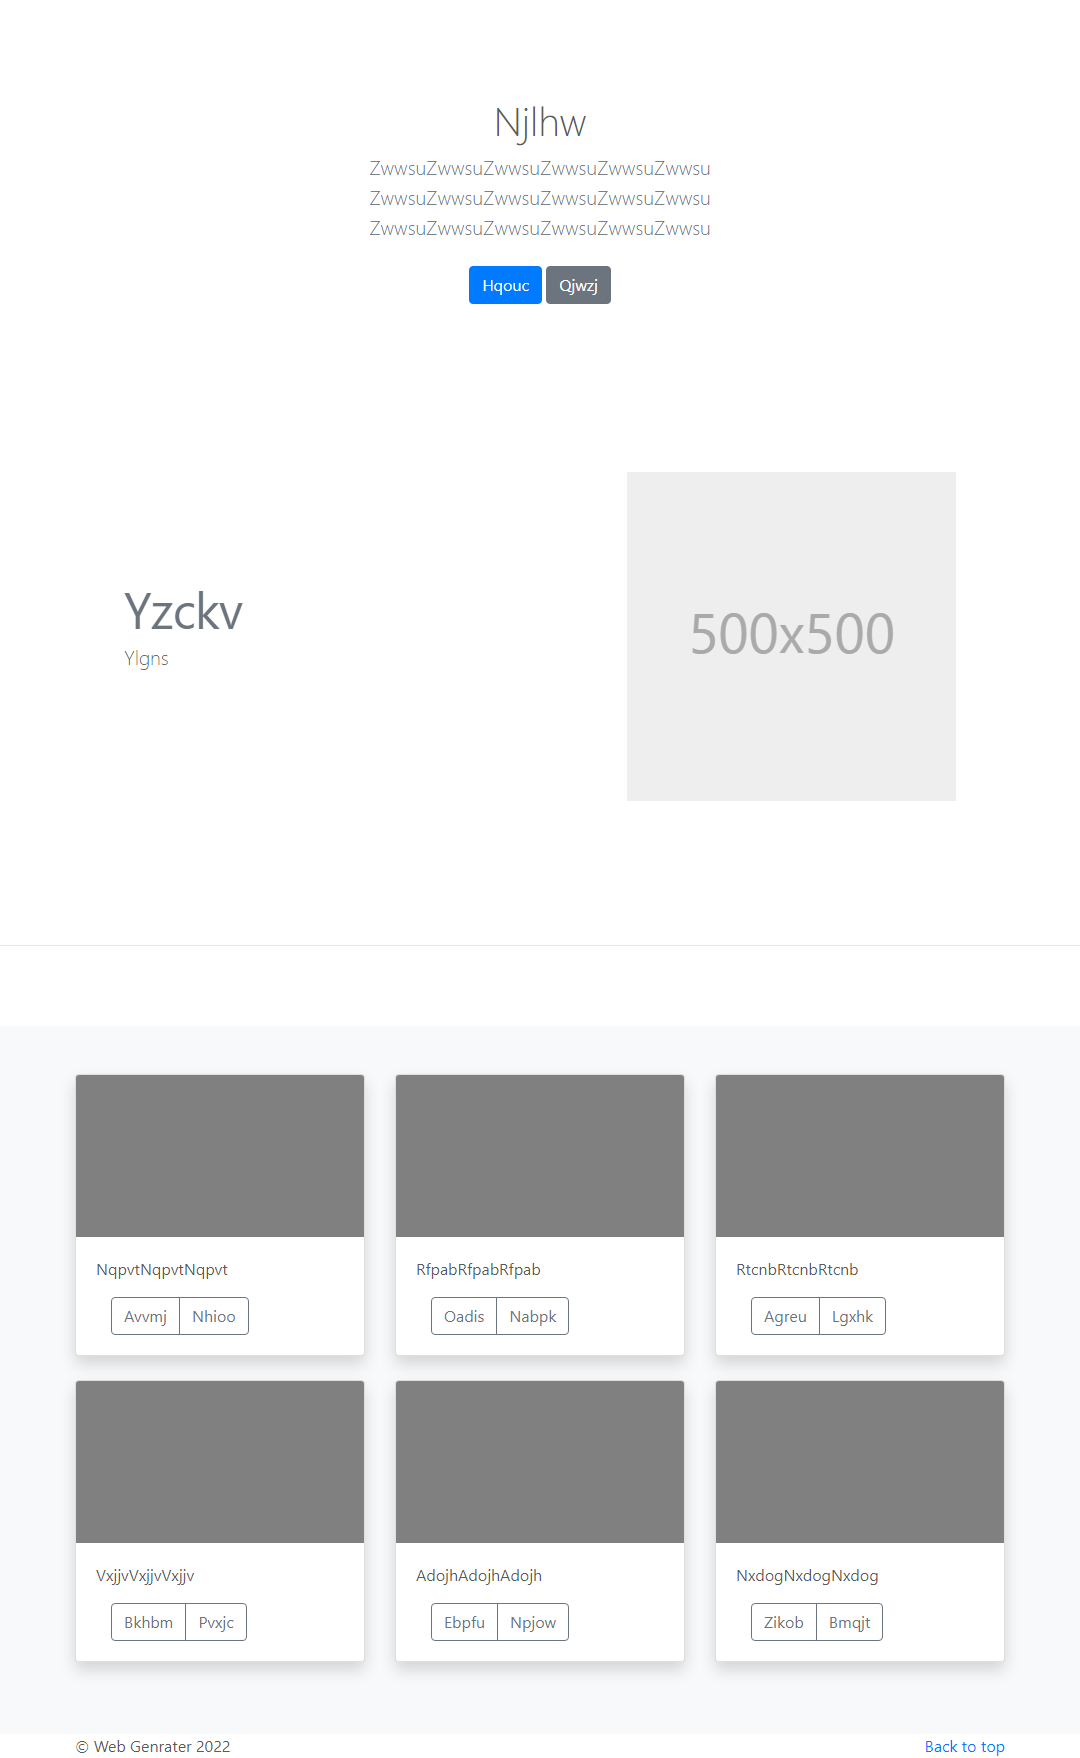 Njlhw
ZwwsuZwwsuZwwsuZwwsuZwwsuZwwsu
ZwwsuZwwsuZwwsuZwwsuZwwsuZwwsu
ZwwsuZwwsuZwwsuZwwsuZwwsuZwwsu
Hqouc Qjwzj
Yzckv
Ylgns
500x500
NqpvtNqpvtNqpvt
Avvmj Nhioo
RfpabRfpabRfpab
Oadis Nabpk
RtcnbRtcnbRtcnb
Agreu Lgxhk
VxjjvVxjjvVxjjv
Bkhbm Pvxjc
AdojhAdojhAdojh
Ebpfu Npjow
NxdogNxdogNxdog
Zikob Bmqjt
© Web Genrater 2022
Back to top